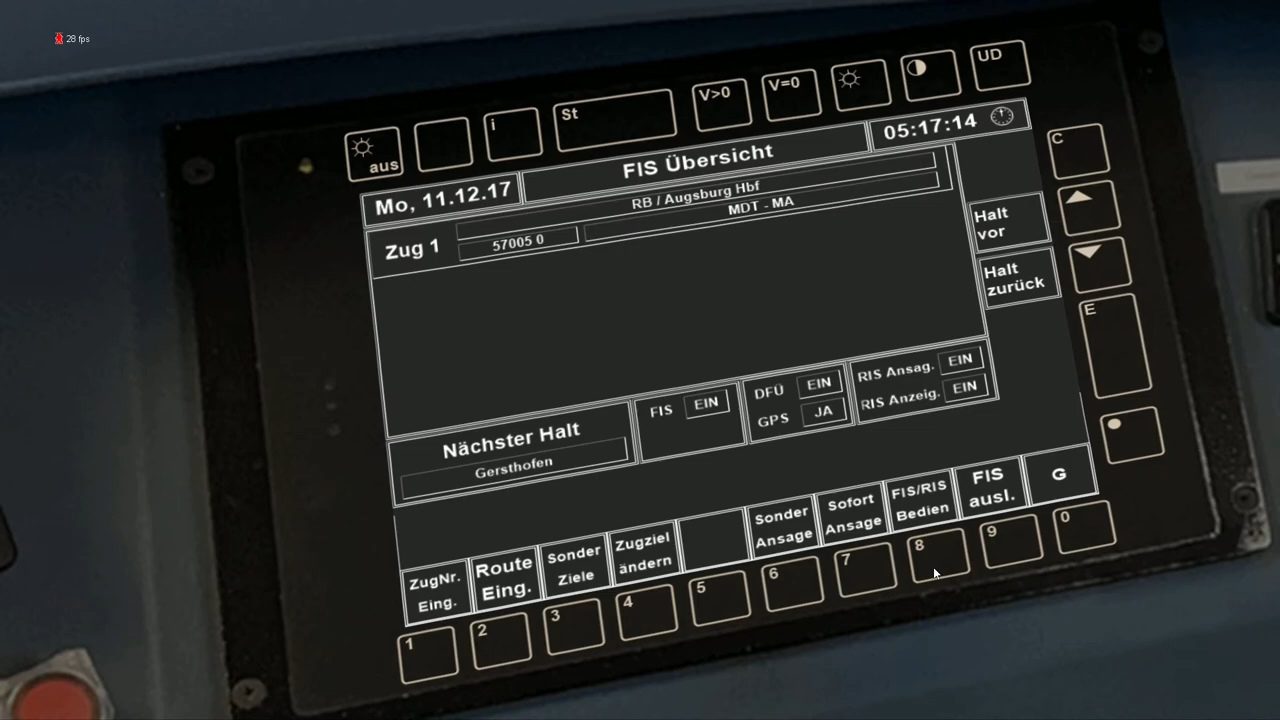 28 fps
aus
i
St
V>0
V=0
UD
Mo, 11.12.17
FIS Übersicht
05:17:14
Zug 1
RB / Augsburg Hbf
57005 0
MDT - MA
Halt
vor
Halt
zurück
C
E
Nächster Halt
Gersthofen
FIS EIN
DFÜ EIN
GPS JA
RIS Ansag. EIN
RIS Anzeig. EIN
ZugNr.
Eing.
Route
Eing.
Sonder
Ziele
Zugziel
ändern
Sonder
Ansage
Sofort
Ansage
FIS/RIS
Bedien
FIS
ausl.
G
1
2
3
4
5
6
7
8
9
0